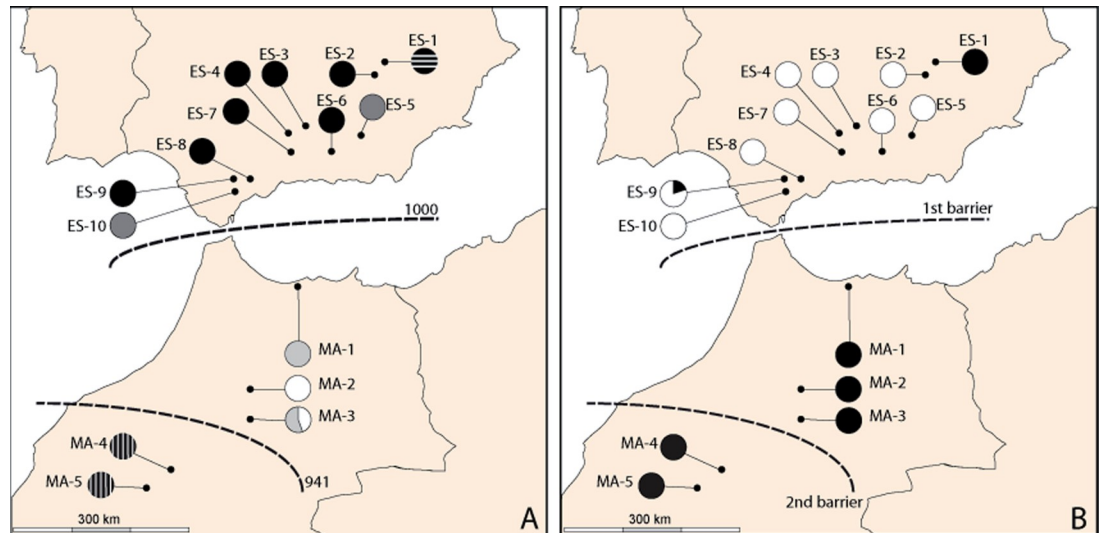 ES-1
ES-2
ES-3
ES-4
ES-6
ES-5
ES-7
ES-8
ES-9
ES-10
1000
MA-1
MA-2
MA-3
MA-4
MA-5
941
300 km
A
ES-1
ES-2
ES-3
ES-4
ES-6
ES-5
ES-7
ES-8
ES-9
ES-10
1st barrier
MA-1
MA-2
MA-3
MA-4
MA-5
2nd barrier
300 km
B